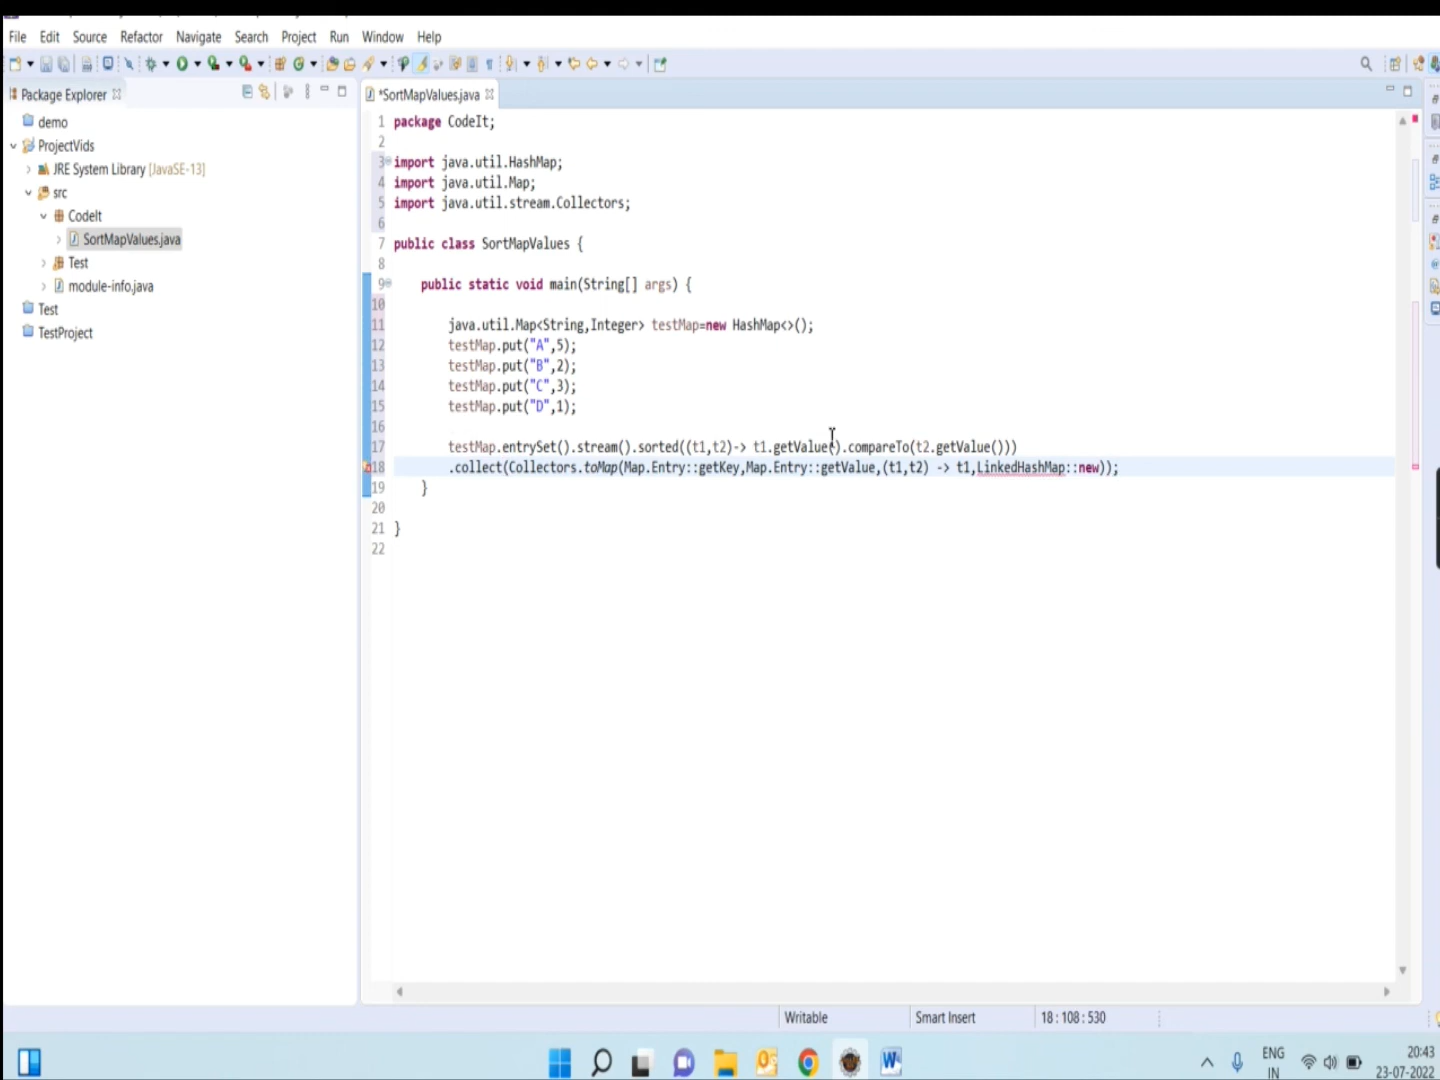 File Edit Source Refactor Navigate Search Project Run Window Help
Package Explorer
*SortMapValues.java
demo
ProjectVids
JRE System Library [JavaSE-13]
src
CodeIt
SortMapValues.java
Test
module-info.java
Test
TestProject
1 package CodeIt;
2
3 import java.util.HashMap;
4 import java.util.Map;
5 import java.util.stream.Collectors;
6
7 public class SortMapValues {
8
9 public static void main(String[] args) {
10
11 java.util.Map<String,Integer> testMap=new HashMap<>();
12 testMap.put("A",5);
13 testMap.put("B",2);
14 testMap.put("C",3);
15 testMap.put("D",1);
16
17 testMap.entrySet().stream().sorted((t1,t2)-> t1.getValue().compareTo(t2.getValue()))
18 .collect(Collectors.toMap(Map.Entry::getKey,Map.Entry::getValue,(t1,t2) -> t1,LinkedHashMap::new));
19 }
20
21 }
22
Writable Smart Insert 18 : 108 : 530
ENG
IN
20:43
23-07-2022